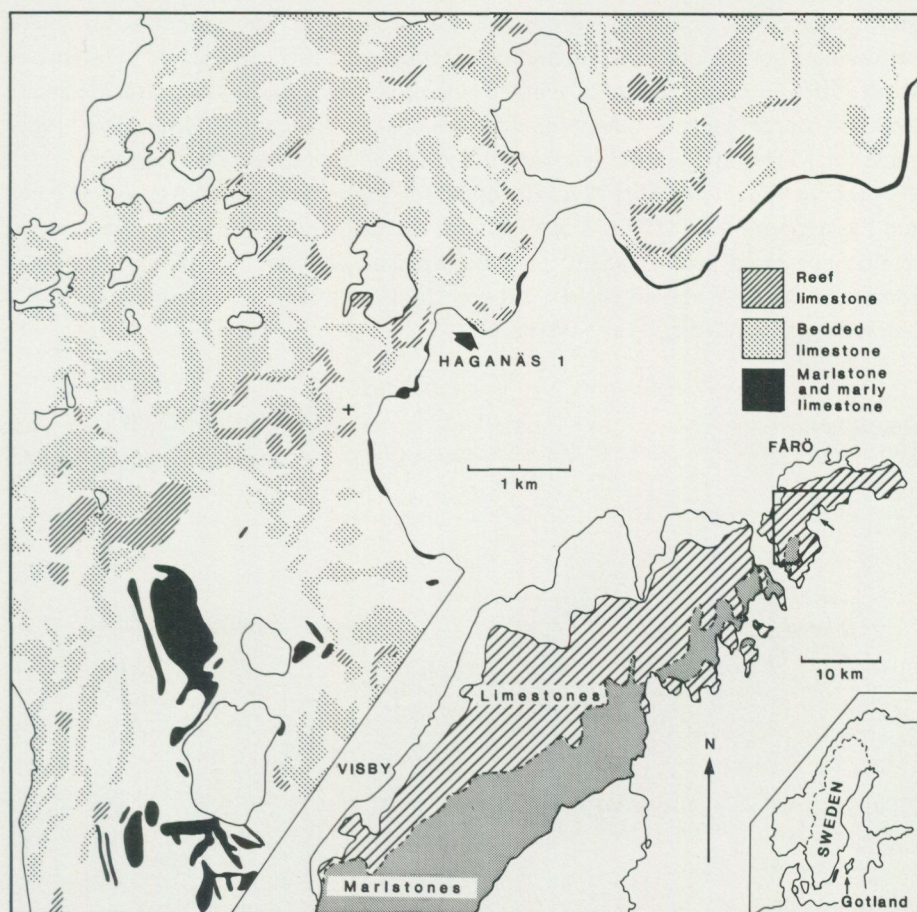 Reef
limestone
Bedded
limestone
Marlstone
and marly
limestone
HAGANÄS 1
+
1 km
FÅRÖ
10 km
Limestones
N
VISBY
SWEDEN
Marlstones
Gotland